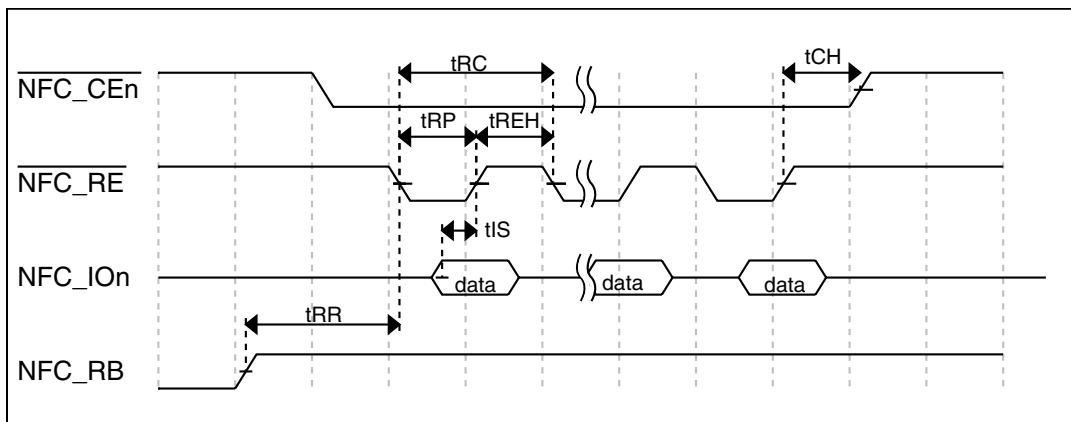 tRC
tCH
NFC_CEn
tRP
tREH
NFC_RE
tIS
NFC_IOn
data
data
data
tRR
NFC_RB